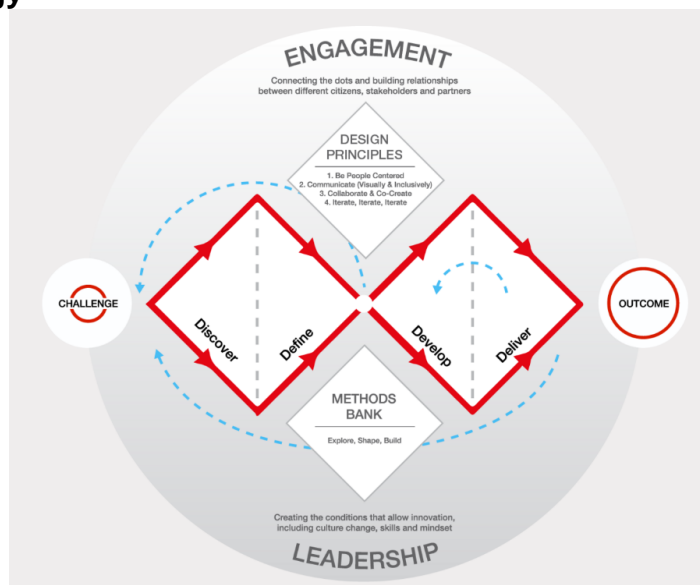 gy
ENGAGEMENT
Connecting the dots and building relationships
between different citizens, stakeholders and partners
DESIGN
PRINCIPLES
1. Be People Centered
2. Communicate (Visually & Inclusively)
3. Collaborate & Co-Create
4. Iterate, Iterate, Iterate
CHALLENGE
OUTCOME
Discover
Define
Develop
Deliver
METHODS
BANK
Explore, Shape, Build
Creating the conditions that allow innovation,
including culture change, skills and mindset
LEADERSHIP